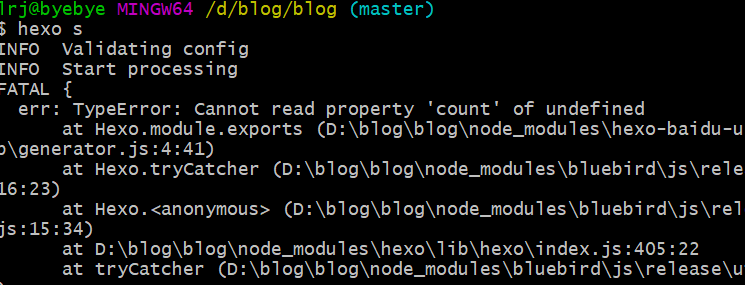 lrj@byebye MINGW64 /d/blog/blog (master)
$ hexo s
INFO  Validating config
INFO  Start processing
FATAL {
  err: TypeError: Cannot read property 'count' of undefined
      at Hexo.module.exports (D:\blog\blog\node_modules\hexo-baidu-u
b\generator.js:4:41)
      at Hexo.tryCatcher (D:\blog\blog\node_modules\bluebird\js\rele
16:23)
      at Hexo.<anonymous> (D:\blog\blog\node_modules\bluebird\js\rel
js:15:34)
      at D:\blog\blog\node_modules\hexo\lib\hexo\index.js:405:22
      at tryCatcher (D:\blog\blog\node_modules\bluebird\js\release\u